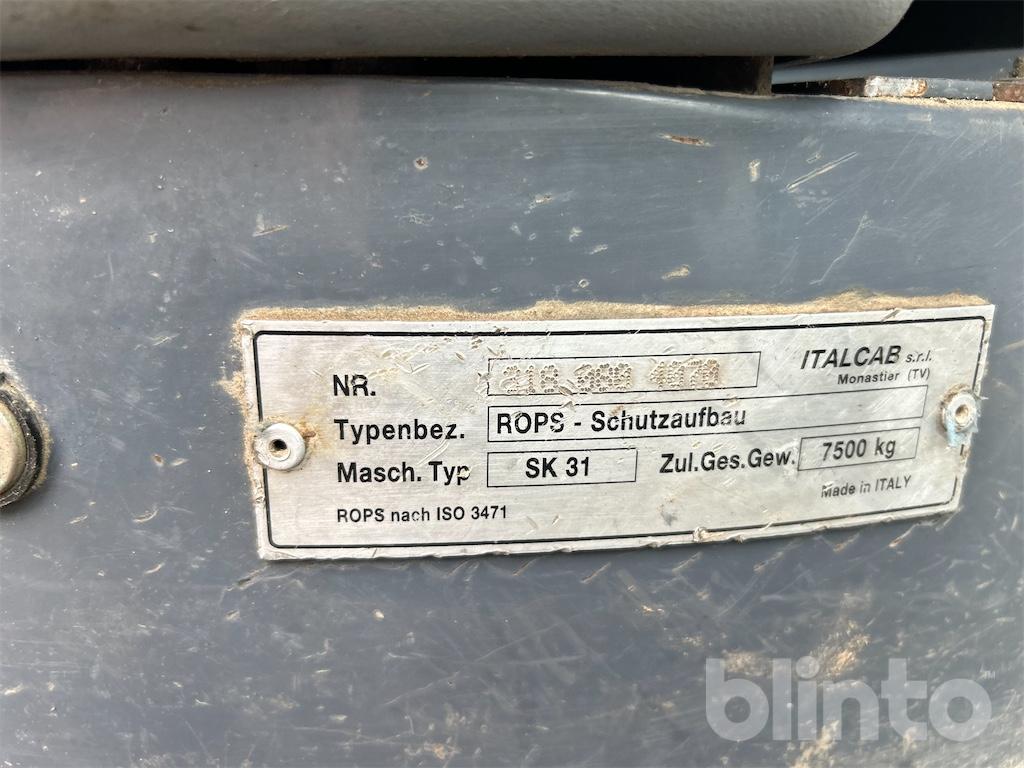 ITALCAB s.r.l.
Monastier (TV)
NR.
Typenbez. ROPS - Schutzaufbau
Masch. Typ SK 31 Zul.Ges.Gew. 7500 kg
ROPS nach ISO 3471
Made in ITALY
blinto